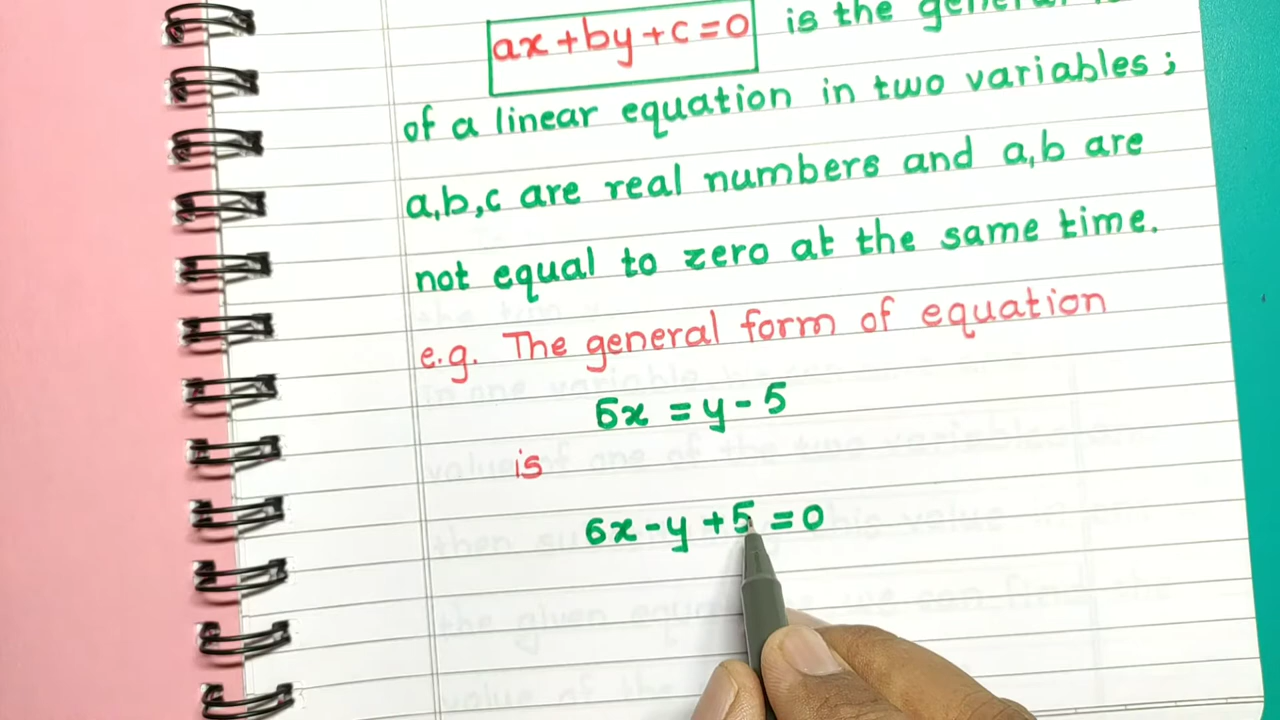 ax+by+c=0 is the general
of a linear equation in two variables;
a,b,c are real numbers and a,b are
not equal to zero at the same time.
e.g. The general form of equation
6x = y - 5
is
6x - y + 5 = 0